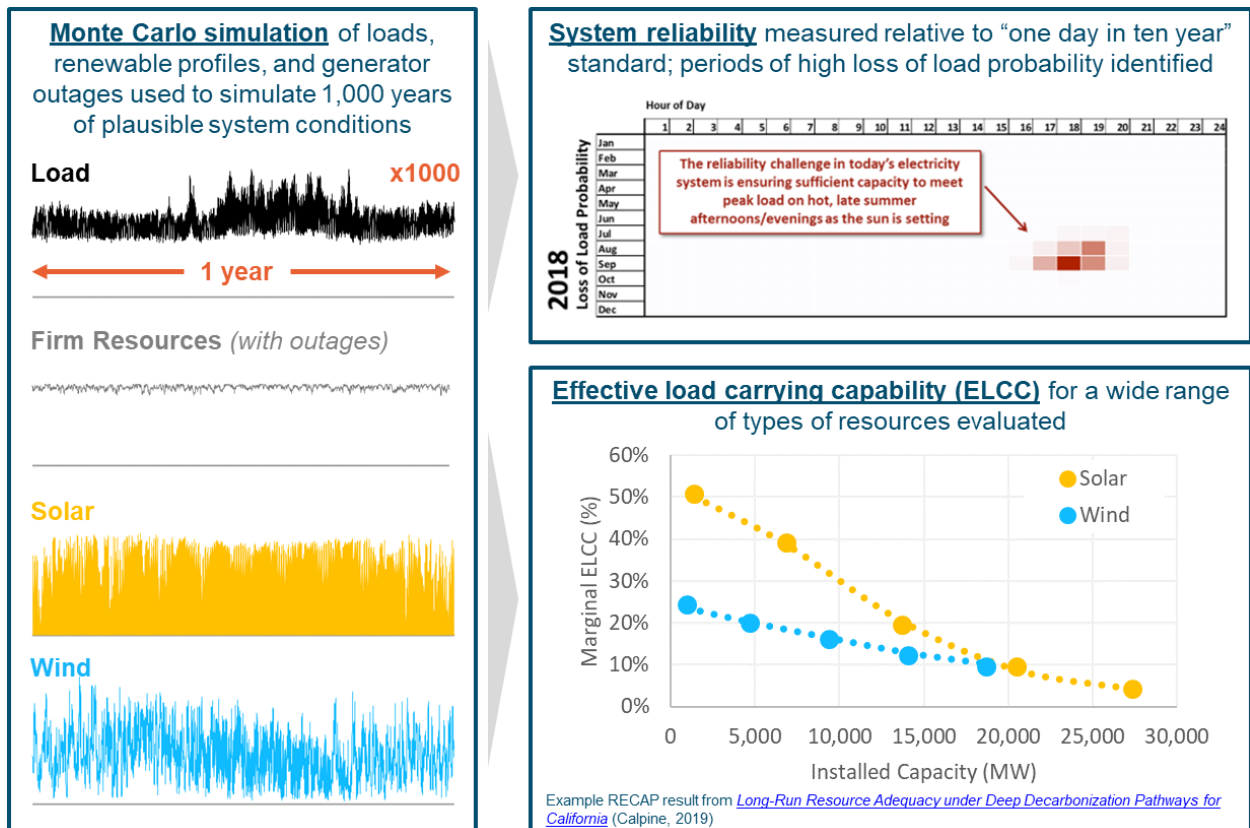 Monte Carlo simulation of loads,
renewable profiles, and generator
outages used to simulate 1,000 years
of plausible system conditions
Load
x1000
1 year
Firm Resources (with outages)
Solar
Wind
System reliability measured relative to “one day in ten year”
standard; periods of high loss of load probability identified
Hour of Day
1 2 3 4 5 6 7 8 9 10 11 12 13 14 15 16 17 18 19 20 21 22 23 24
2018
Loss of Load Probability
Jan
Feb
Mar
Apr
May
Jun
Jul
Aug
Sep
Oct
Nov
Dec
The reliability challenge in today’s electricity
system is ensuring sufficient capacity to meet
peak load on hot, late summer
afternoons/evenings as the sun is setting
Effective load carrying capability (ELCC) for a wide range
of types of resources evaluated
Marginal ELCC (%)
60%
50%
40%
30%
20%
10%
0%
Solar
Wind
0 5,000 10,000 15,000 20,000 25,000 30,000
Installed Capacity (MW)
Example RECAP result from Long-Run Resource Adequacy under Deep Decarbonization Pathways for
California (Calpine, 2019)